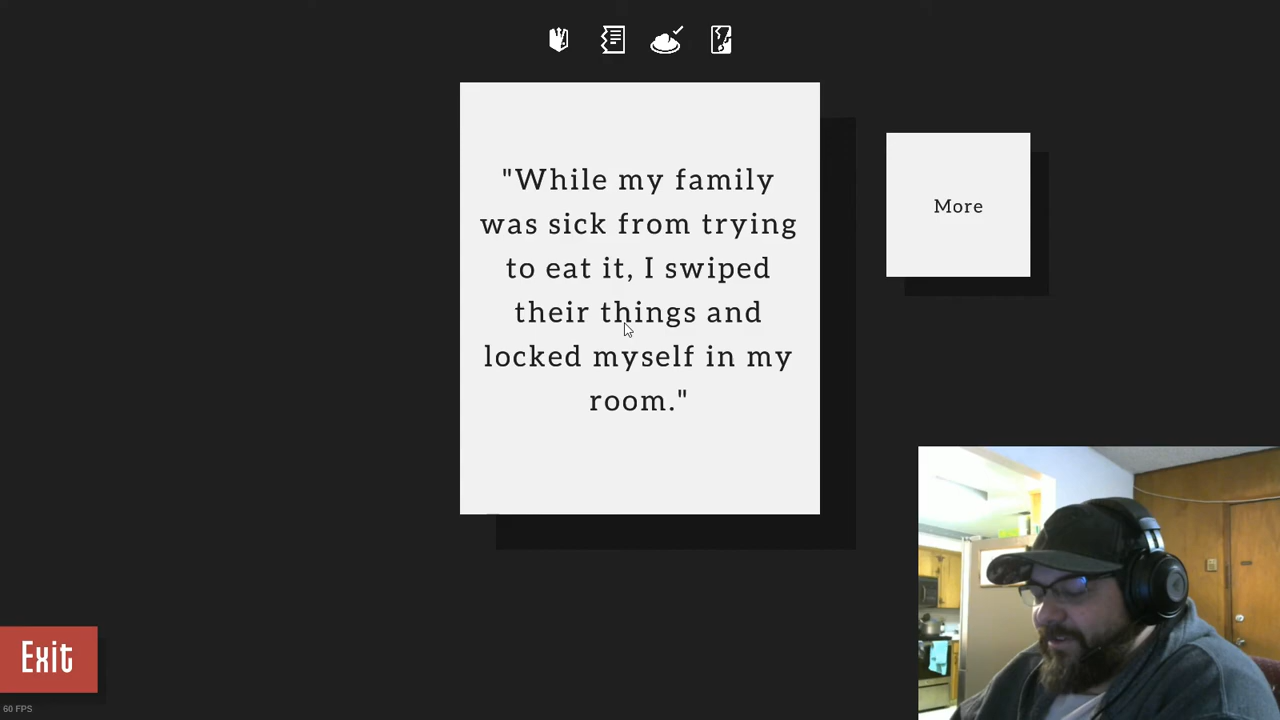 "While my family
was sick from trying
to eat it, I swiped
their things and
locked myself in my
room."
More
Exit
60 FPS